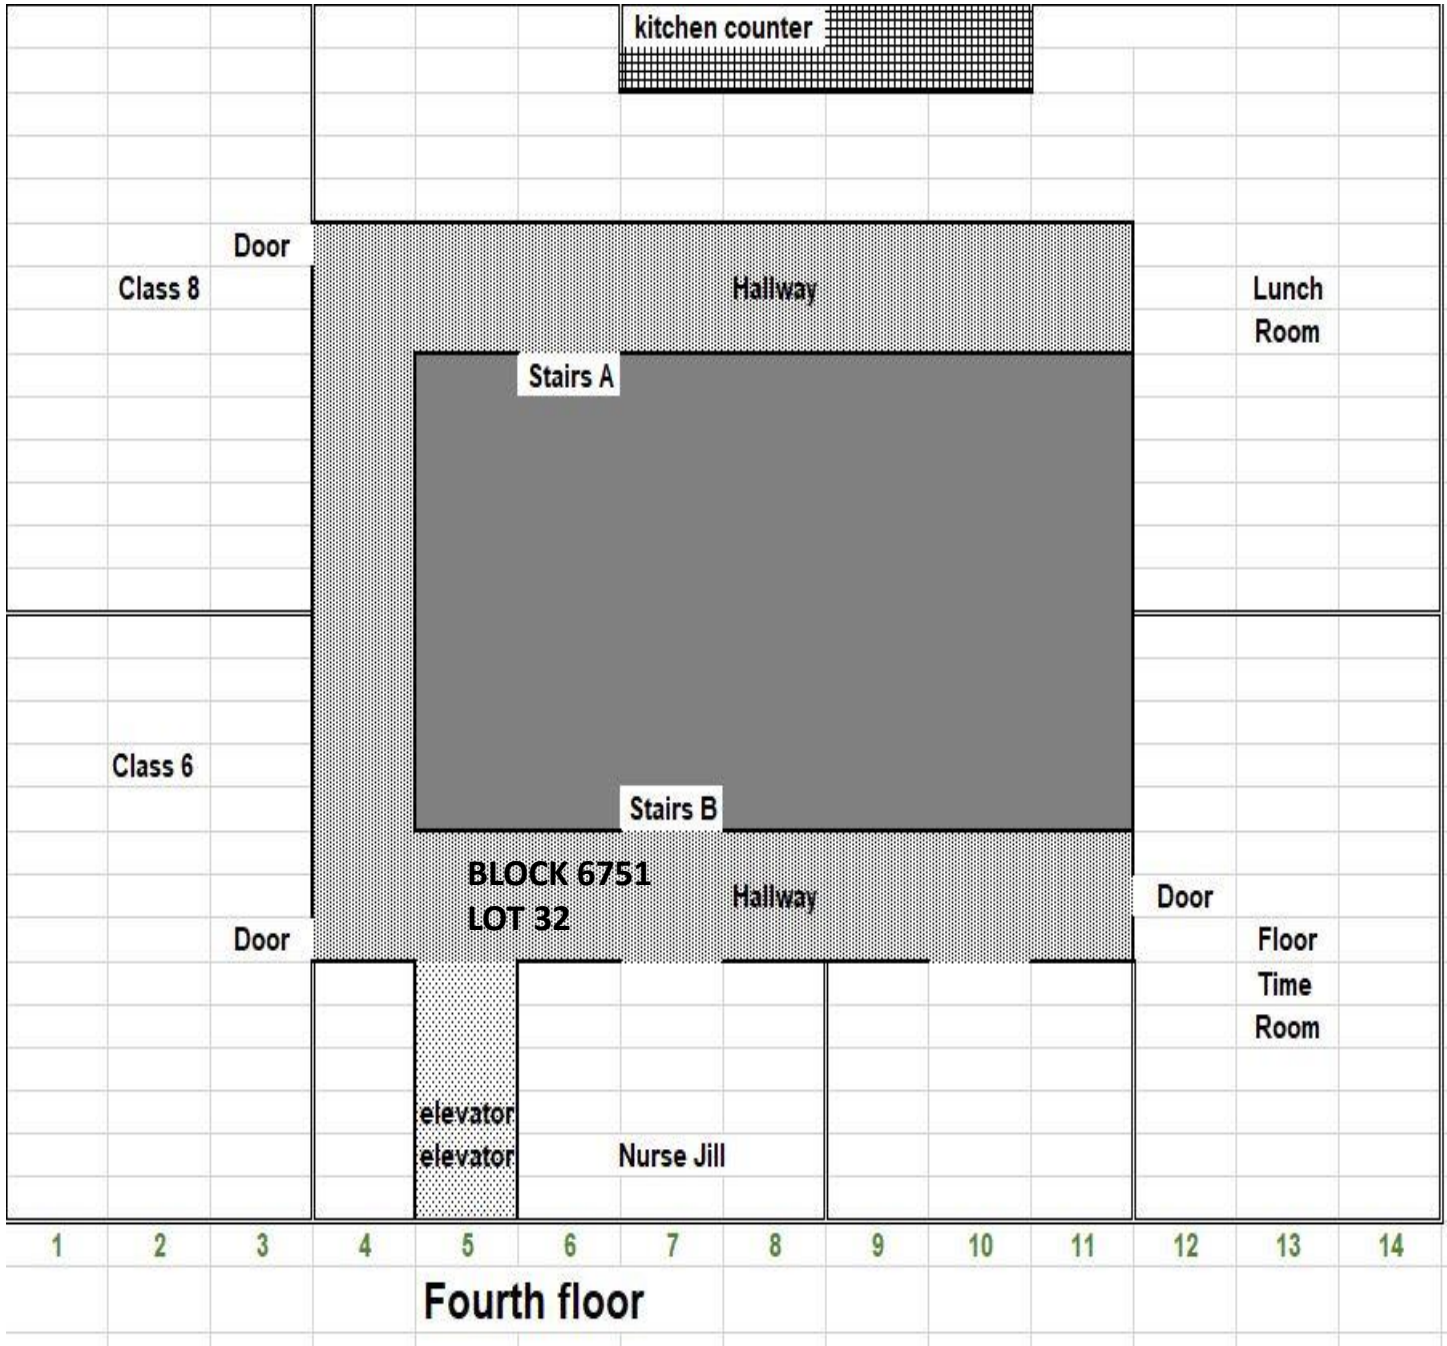 kitchen counter
Door
Class 8
Hallway
Lunch
Room
Stairs A
Class 6
Stairs B
BLOCK 6751
LOT 32
Hallway
Door
Door
Floor
Time
Room
elevator
elevator
Nurse Jill
1 2 3 4 5 6 7 8 9 10 11 12 13 14
Fourth floor